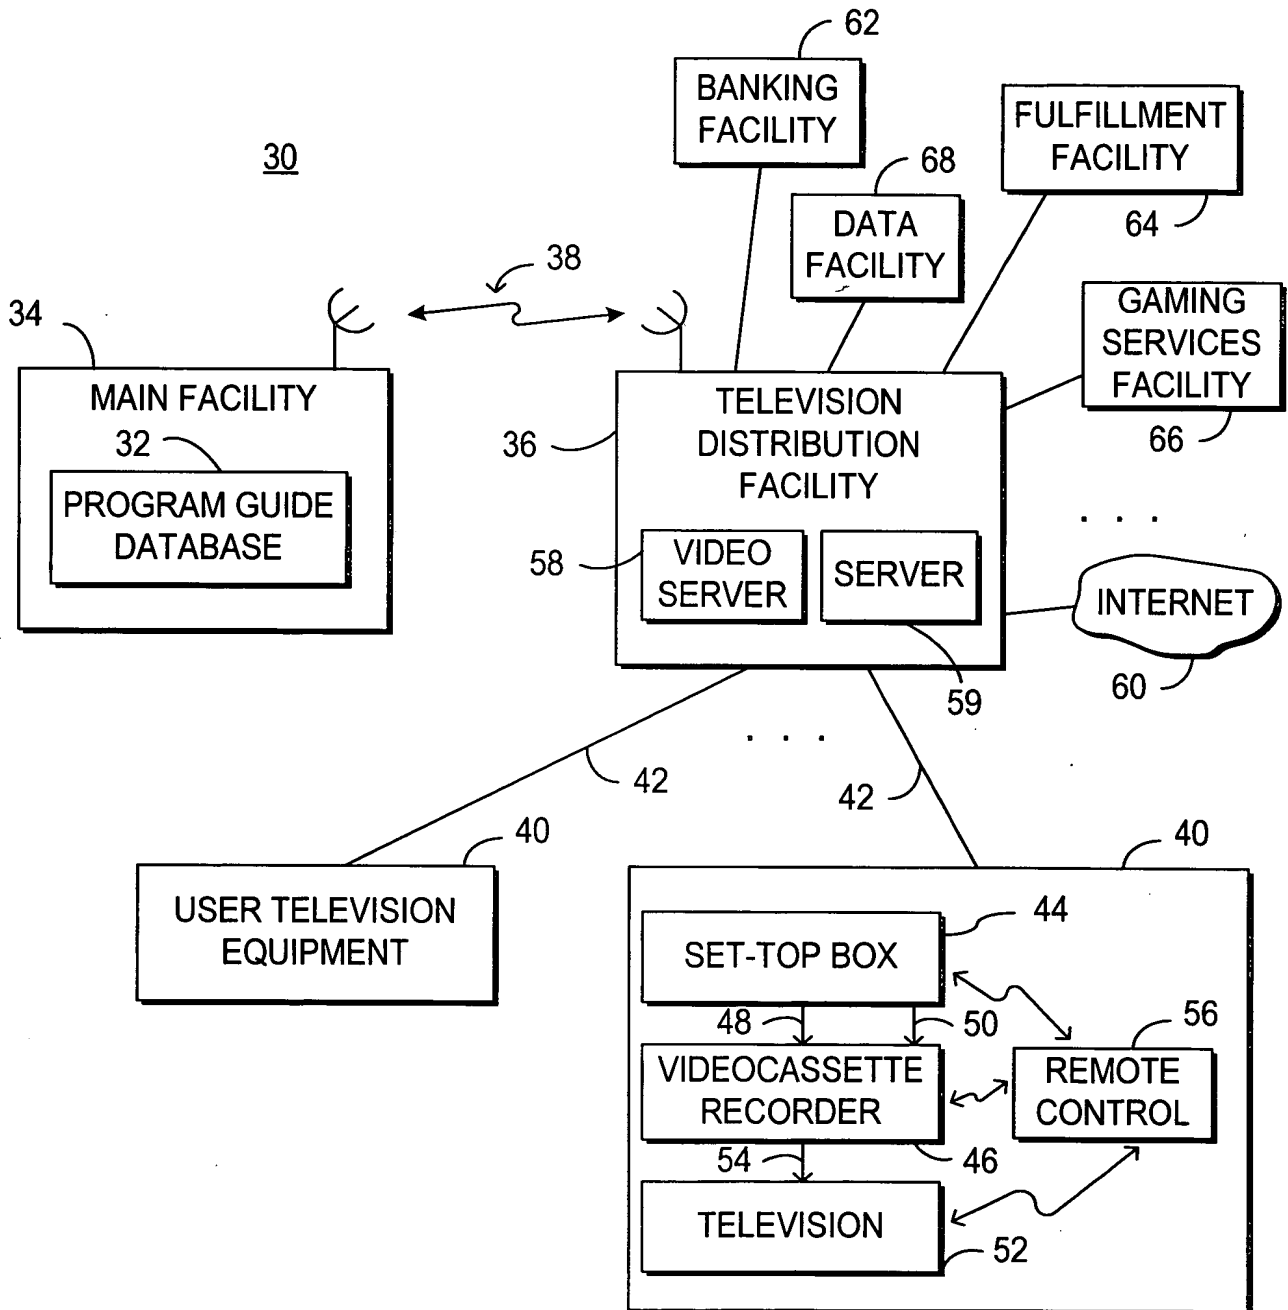 62
BANKING
FACILITY
FULFILLMENT
FACILITY
64
30
68
DATA
FACILITY
38
34
MAIN FACILITY
32
PROGRAM GUIDE
DATABASE
36
TELEVISION
DISTRIBUTION
FACILITY
58
VIDEO
SERVER
SERVER
59
GAMING
SERVICES
FACILITY
66
. . .
INTERNET
60
. . .
42
42
40
USER TELEVISION
EQUIPMENT
40
44
SET-TOP BOX
48
50
56
VIDEOCASSETTE
RECORDER
REMOTE
CONTROL
54
46
TELEVISION
52